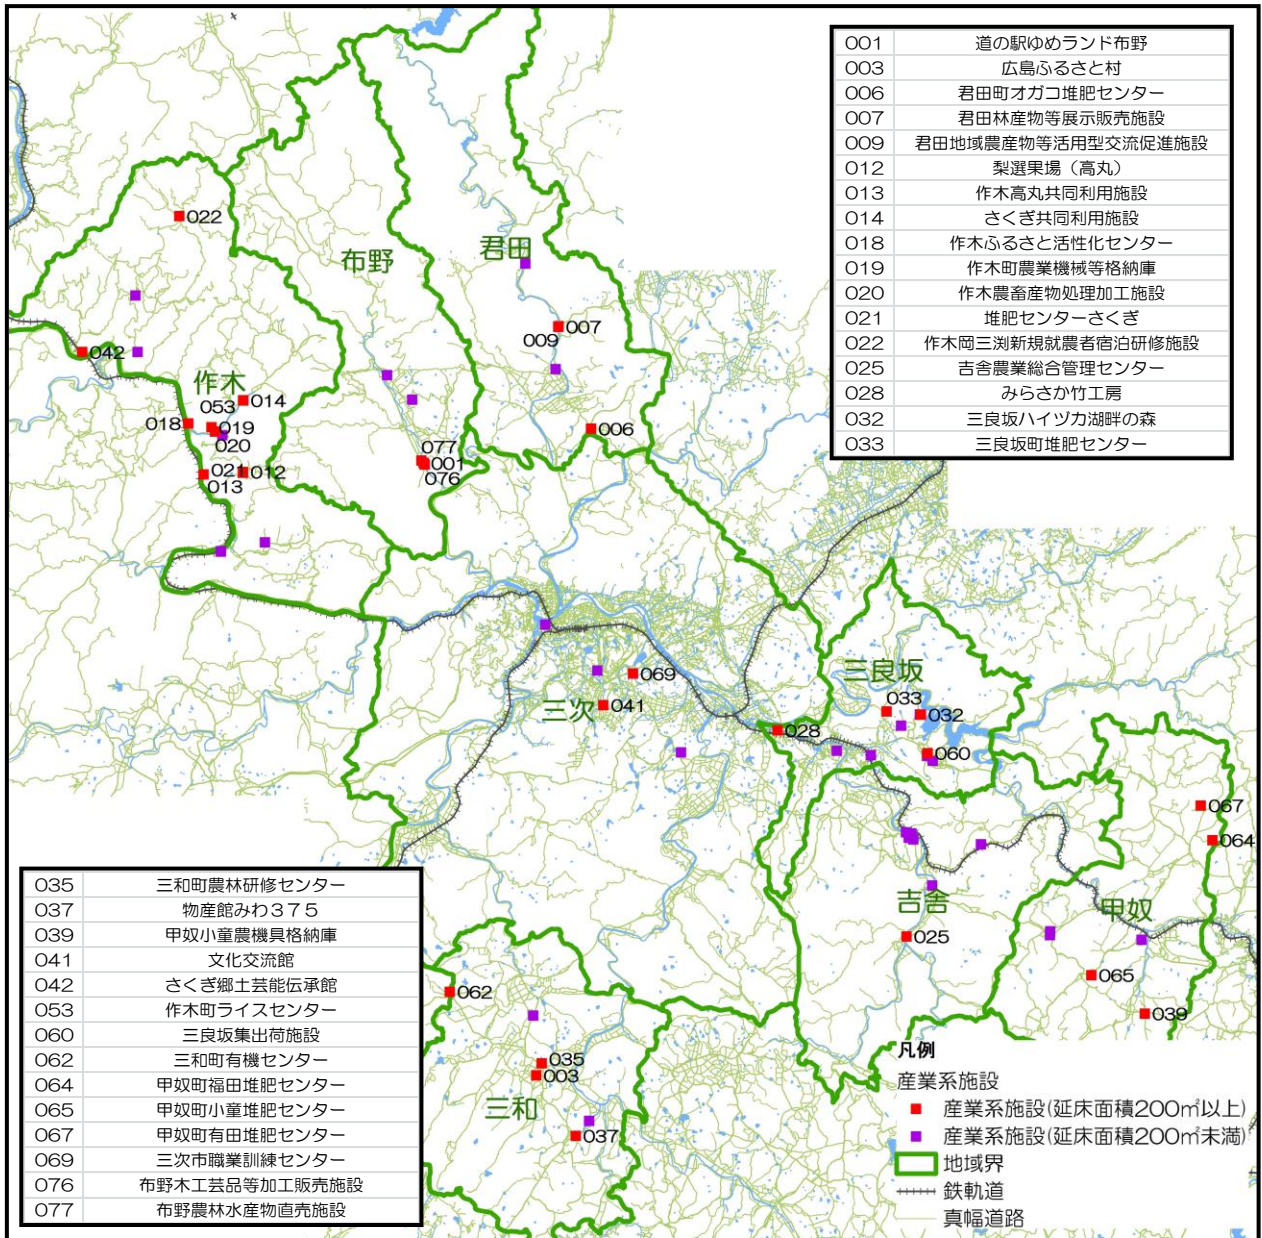 001 道の駅ゆめランド布野
003 広島ふるさと村
006 君田町オガコ堆肥センター
007 君田林産物等展示販売施設
009 君田地域農産物等活用型交流促進施設
012 梨選果場（高丸）
013 作木高丸共同利用施設
014 さくぎ共同利用施設
018 作木ふるさと活性化センター
019 作木町農業機械等格納庫
020 作木農畜産物処理加工施設
021 堆肥センターさくぎ
022 作木岡三渕新規就農者宿泊研修施設
025 吉舎農業総合管理センター
028 みらさか竹工房
032 三良坂ハイヅカ湖畔の森
033 三良坂町堆肥センター
022
布野
君田
007
009
042
作木
053
014
018
019
020
006
077
001
076
021
012
013
069
041
三次
028
三良坂
033
032
060
067
064
吉舎
025
甲奴
065
039
062
035
003
三和
037
035 三和町農林研修センター
037 物産館みわ３７５
039 甲奴小童農機具格納庫
041 文化交流館
042 さくぎ郷土芸能伝承館
053 作木町ライスセンター
060 三良坂集出荷施設
062 三和町有機センター
064 甲奴町福田堆肥センター
065 甲奴町小童堆肥センター
067 甲奴町有田堆肥センター
069 三次市職業訓練センター
076 布野木工芸品等加工販売施設
077 布野農林水産物直売施設
凡例
産業系施設
産業系施設(延床面積200㎡以上)
産業系施設(延床面積200㎡未満)
地域界
鉄軌道
真幅道路